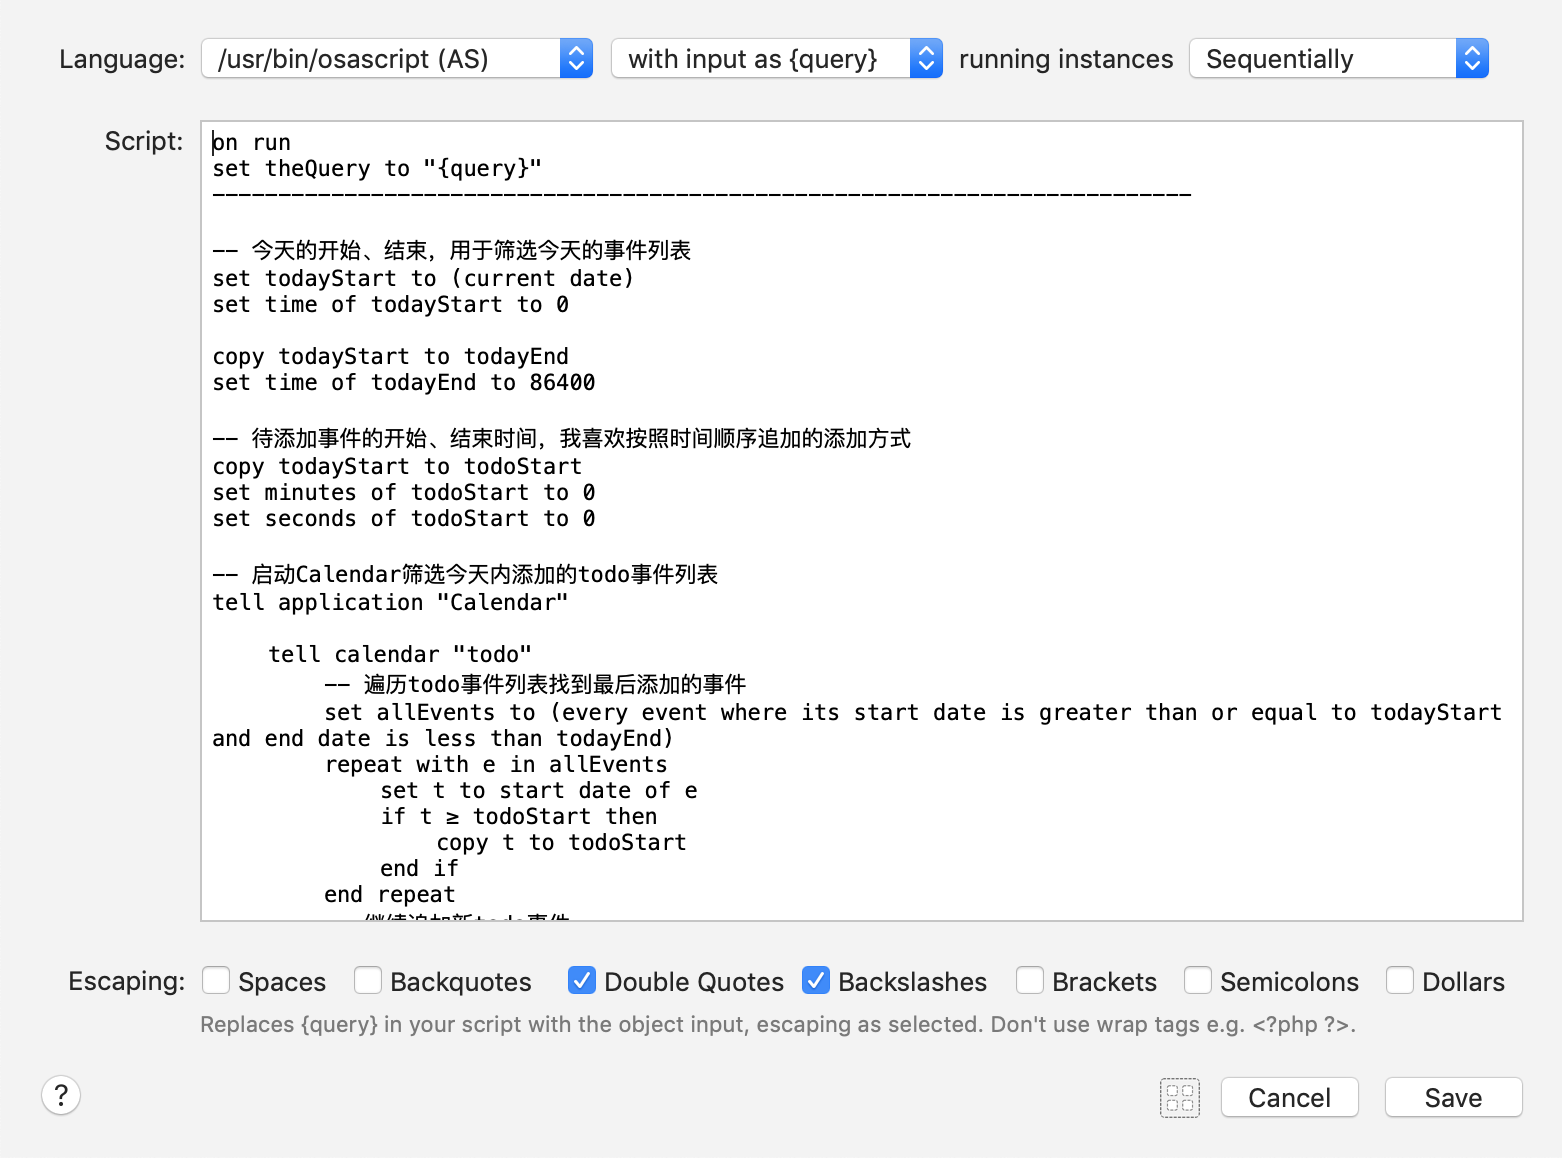 Language: /usr/bin/osascript (AS) with input as {query} running instances Sequentially
Script:
on run
set theQuery to "{query}"
--------------------------------------------------------------------------
-- 今天的开始、结束，用于筛选今天的事件列表
set todayStart to (current date)
set time of todayStart to 0
copy todayStart to todayEnd
set time of todayEnd to 86400
-- 待添加事件的开始、结束时间，我喜欢按照时间顺序追加的添加方式
copy todayStart to todoStart
set minutes of todoStart to 0
set seconds of todoStart to 0
-- 启动Calendar筛选今天内添加的todo事件列表
tell application "Calendar"
tell calendar "todo"
-- 遍历todo事件列表找到最后添加的事件
set allEvents to (every event where its start date is greater than or equal to todayStart
and end date is less than todayEnd)
repeat with e in allEvents
set t to start date of e
if t ≥ todoStart then
copy t to todoStart
end if
end repeat
继续追加新todo事件
Escaping: Spaces Backquotes Double Quotes Backslashes Brackets Semicolons Dollars
Replaces {query} in your script with the object input, escaping as selected. Don't use wrap tags e.g. <?php ?>.
? Cancel Save